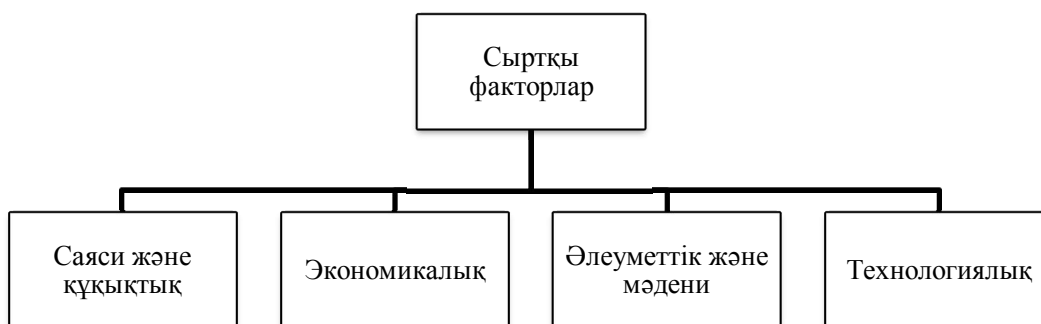 Сыртқы
факторлар
Саяси және
құқықтық
Экономикалық
Әлеуметтік және
мәдени
Технологиялық